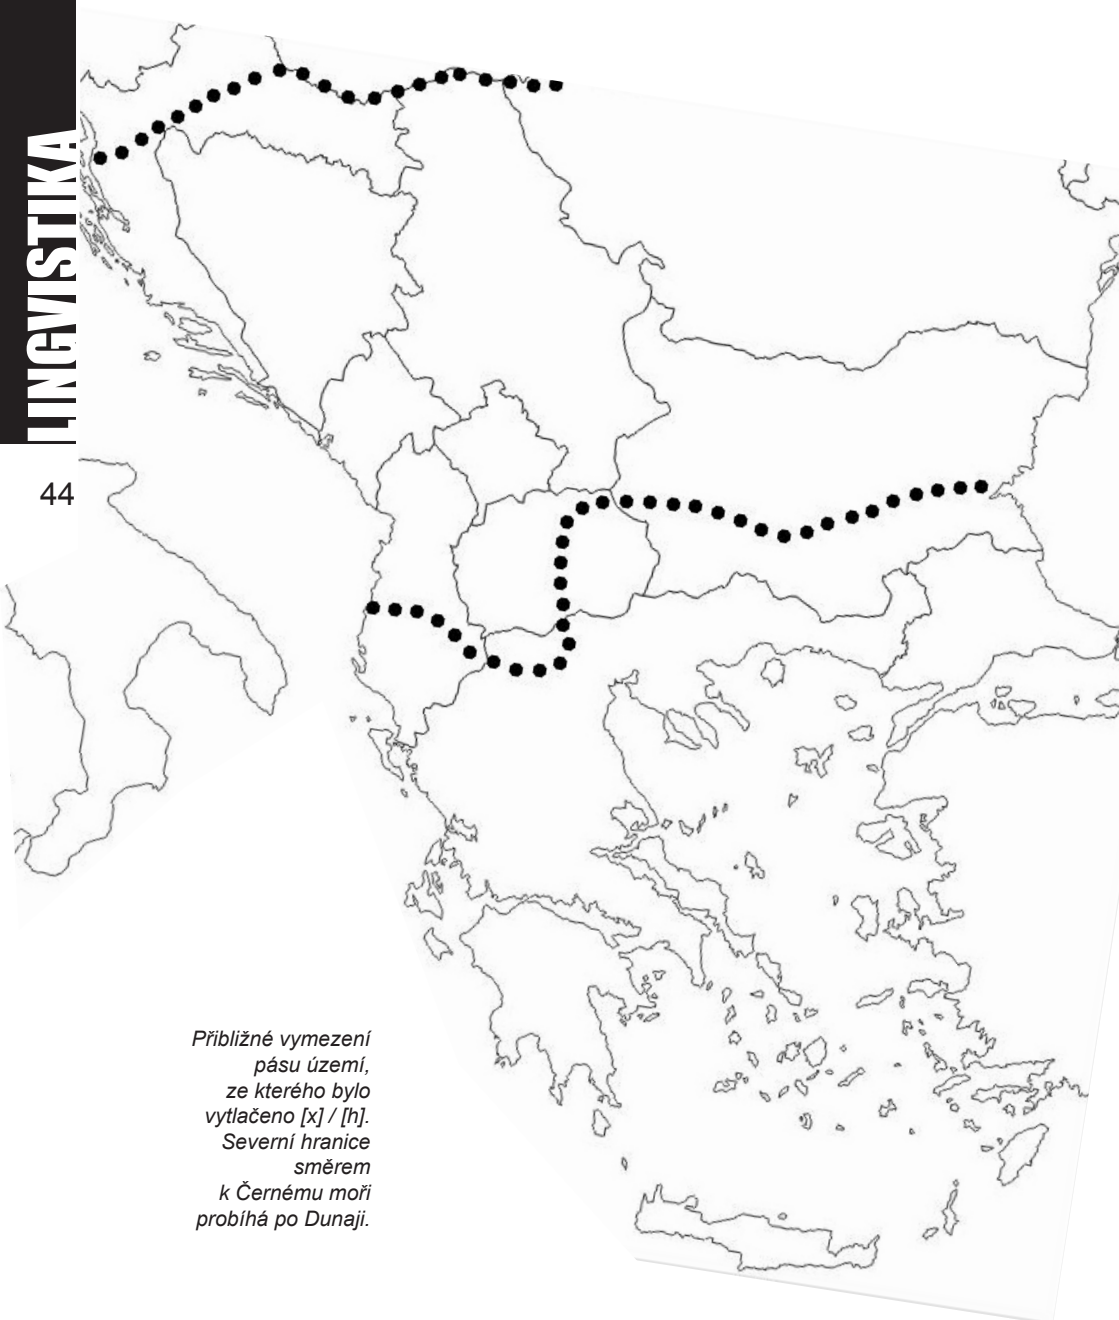 LINGVISTIKA
44
Přibližné vymezení
pásu území,
ze kterého bylo
vytlačeno [x] / [h].
Severní hranice
směrem
k Černému moři
probíhá po Dunaji.